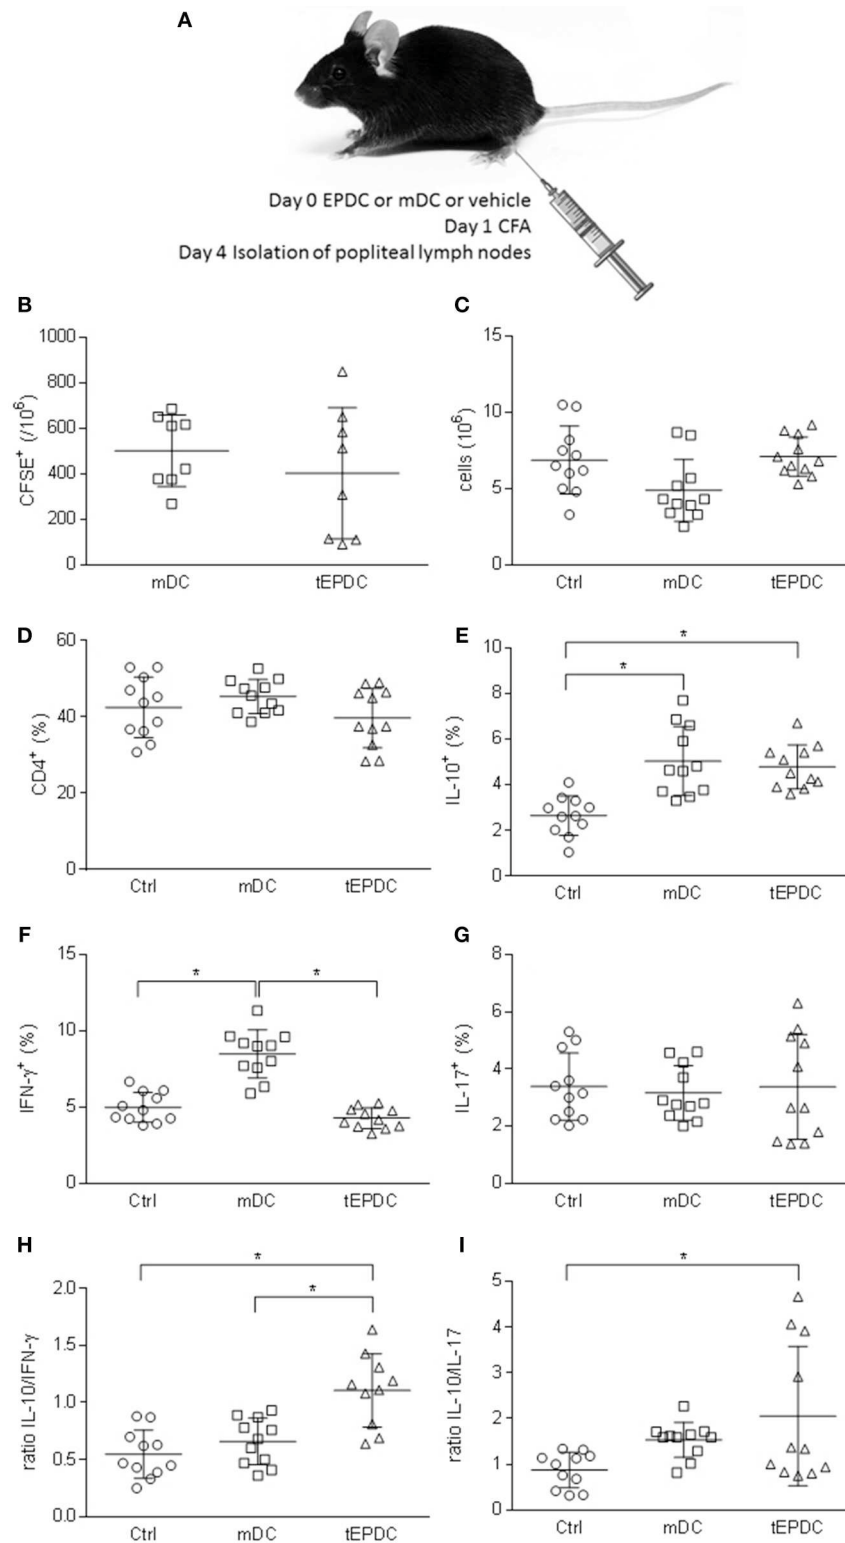 A
Day 0 EPDC or mDC or vehicle
Day 1 CFA
Day 4 Isolation of popliteal lymph nodes
B
1000
800
600
400
200
0
CFSE⁺ (/10⁶)
mDC tEPDC
C
15
10
5
0
cells (10⁶)
Ctrl mDC tEPDC
D
60
40
20
0
CD4⁺ (%)
Ctrl mDC tEPDC
E
10
8
6
4
2
0
IL-10⁺ (%)
* 
*
Ctrl mDC tEPDC
F
15
10
5
0
IFN-γ⁺ (%)
* *
Ctrl mDC tEPDC
G
8
6
4
2
0
IL-17⁺ (%)
Ctrl mDC tEPDC
H
2.0
1.5
1.0
0.5
0.0
ratio IL-10/IFN-γ
*
*
Ctrl mDC tEPDC
I
5
4
3
2
1
0
ratio IL-10/IL-17
*
Ctrl mDC tEPDC